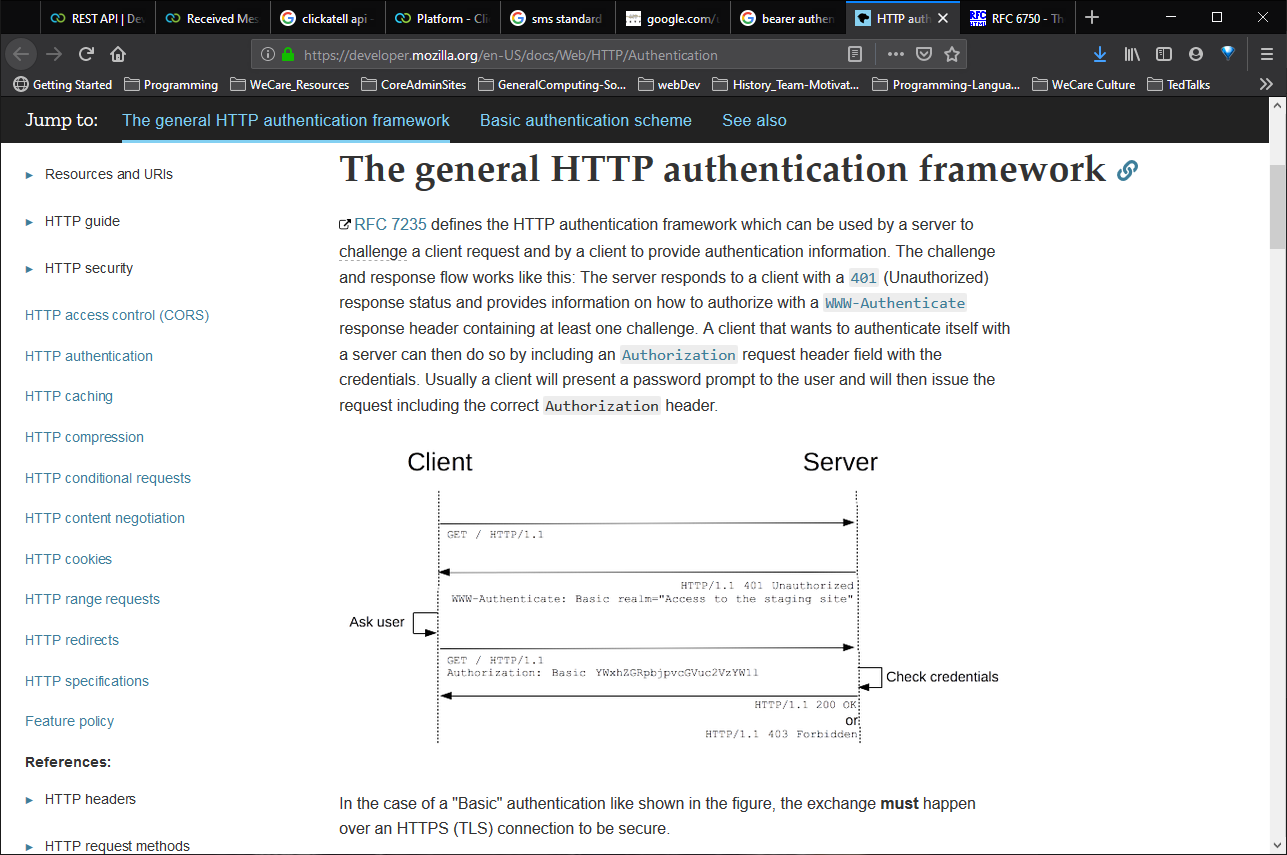 REST API | Dev
Received Mes
clickatell api -
Platform - Clic
sms standard
google.com/u
bearer authen
HTTP auth
RFC 6750 - Th
https://developer.mozilla.org/en-US/docs/Web/HTTP/Authentication
Getting Started
Programming
WeCare_Resources
CoreAdminSites
GeneralComputing-So...
webDev
History_Team-Motivat...
Programming-Langua...
WeCare Culture
TedTalks
Jump to:
The general HTTP authentication framework
Basic authentication scheme
See also
Resources and URIs
HTTP guide
HTTP security
HTTP access control (CORS)
HTTP authentication
HTTP caching
HTTP compression
HTTP conditional requests
HTTP content negotiation
HTTP cookies
HTTP range requests
HTTP redirects
HTTP specifications
Feature policy
References:
HTTP headers
HTTP request methods
The general HTTP authentication framework
RFC 7235 defines the HTTP authentication framework which can be used by a server to
challenge a client request and by a client to provide authentication information. The challenge
and response flow works like this: The server responds to a client with a 401 (Unauthorized)
response status and provides information on how to authorize with a WWW-Authenticate
response header containing at least one challenge. A client that wants to authenticate itself with
a server can then do so by including an Authorization request header field with the
credentials. Usually a client will present a password prompt to the user and will then issue the
request including the correct Authorization header.
Client
Server
GET / HTTP/1.1
HTTP/1.1 401 Unauthorized
WWW-Authenticate: Basic realm="Access to the staging site"
Ask user
GET / HTTP/1.1
Authorization: Basic YWxhZGRpbjpvcGVuc2VzYW1l
Check credentials
HTTP/1.1 200 OK
or
HTTP/1.1 403 Forbidden
In the case of a "Basic" authentication like shown in the figure, the exchange must happen
over an HTTPS (TLS) connection to be secure.